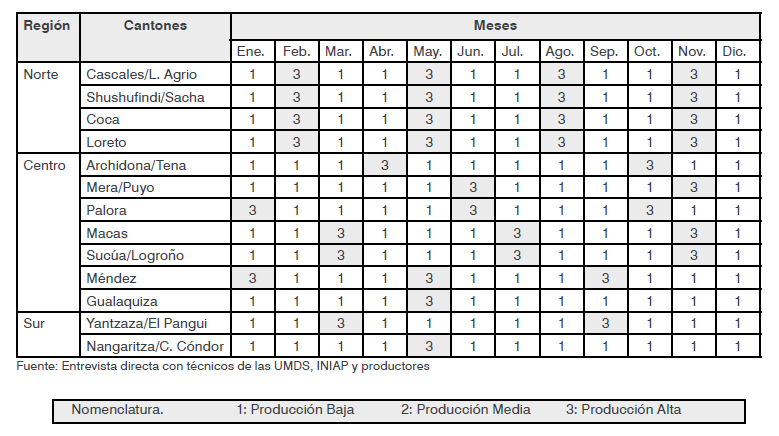 Región Cantones Meses
Ene. Feb. Mar. Abr. May. Jun. Jul. Ago. Sep. Oct. Nov. Dic.
Norte Cascales/L. Agrio 1 3 1 1 3 1 1 3 1 1 3 1
Shushufindi/Sacha 1 3 1 1 3 1 1 3 1 1 3 1
Coca 1 3 1 1 3 1 1 3 1 1 3 1
Loreto 1 3 1 1 3 1 1 3 1 1 3 1
Centro Archidona/Tena 1 1 1 3 1 1 1 1 1 3 1 1
Mera/Puyo 1 1 1 1 1 3 1 1 1 1 3 1
Palora 3 1 1 1 1 3 1 1 1 3 1 1
Macas 1 1 3 1 1 1 3 1 1 1 3 1
Sucúa/Logroño 1 1 3 1 1 1 3 1 1 1 3 1
Méndez 3 1 1 1 3 1 1 1 3 1 1 1
Gualaquiza 1 1 1 1 3 1 1 1 1 1 1 1
Sur Yantzaza/El Pangui 1 1 3 1 1 1 1 1 3 1 1 1
Nangaritza/C. Cóndor 1 1 1 1 3 1 1 1 1 1 1 1
Fuente: Entrevista directa con técnicos de las UMDS, INIAP y productores
Nomenclatura. 1: Producción Baja 2: Producción Media 3: Producción Alta